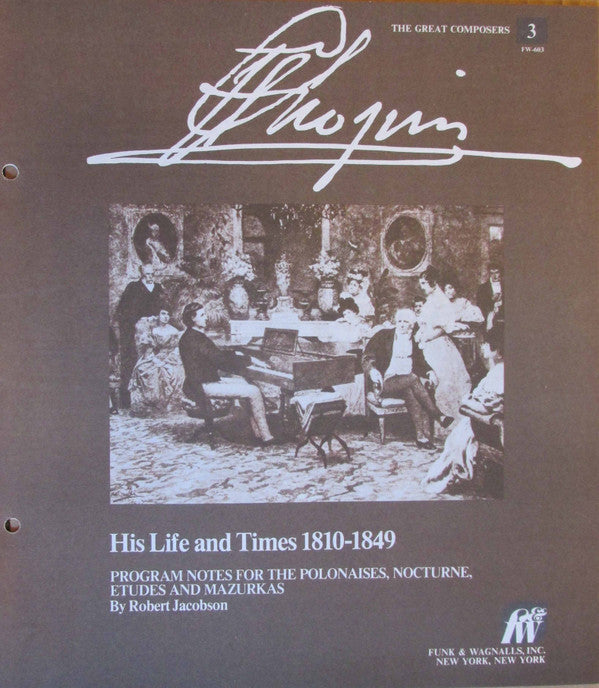 THE GREAT COMPOSERS 3
FW-603
Chopin
His Life and Times 1810-1849
PROGRAM NOTES FOR THE POLONAISES, NOCTURNE,
ETUDES AND MAZURKAS
By Robert Jacobson
f&w
FUNK & WAGNALLS, INC.
NEW YORK, NEW YORK